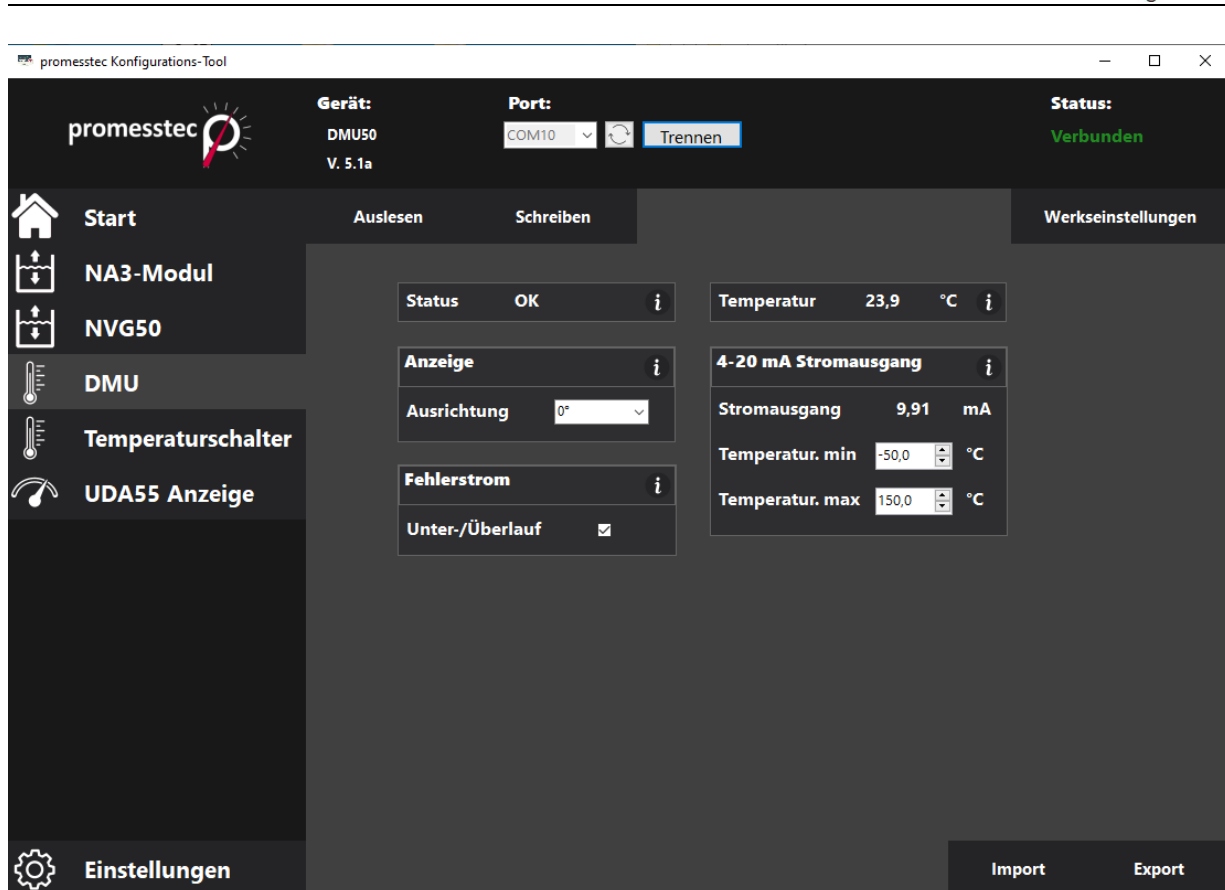 promesstec Konfigurations-Tool
promesstec
Gerät:
DMU50
V. 5.1a
Port:
COM10
Trennen
Status:
Verbunden
Start
NA3-Modul
NVG50
DMU
Temperaturschalter
UDA55 Anzeige
Einstellungen
Auslesen Schreiben Werkseinstellungen
Status OK i
Anzeige i
Ausrichtung 0°
Fehlerstrom i
Unter-/Überlauf
Temperatur 23,9 °C i
4-20 mA Stromausgang i
Stromausgang 9,91 mA
Temperatur. min -50,0 °C
Temperatur. max 150,0 °C
Import Export